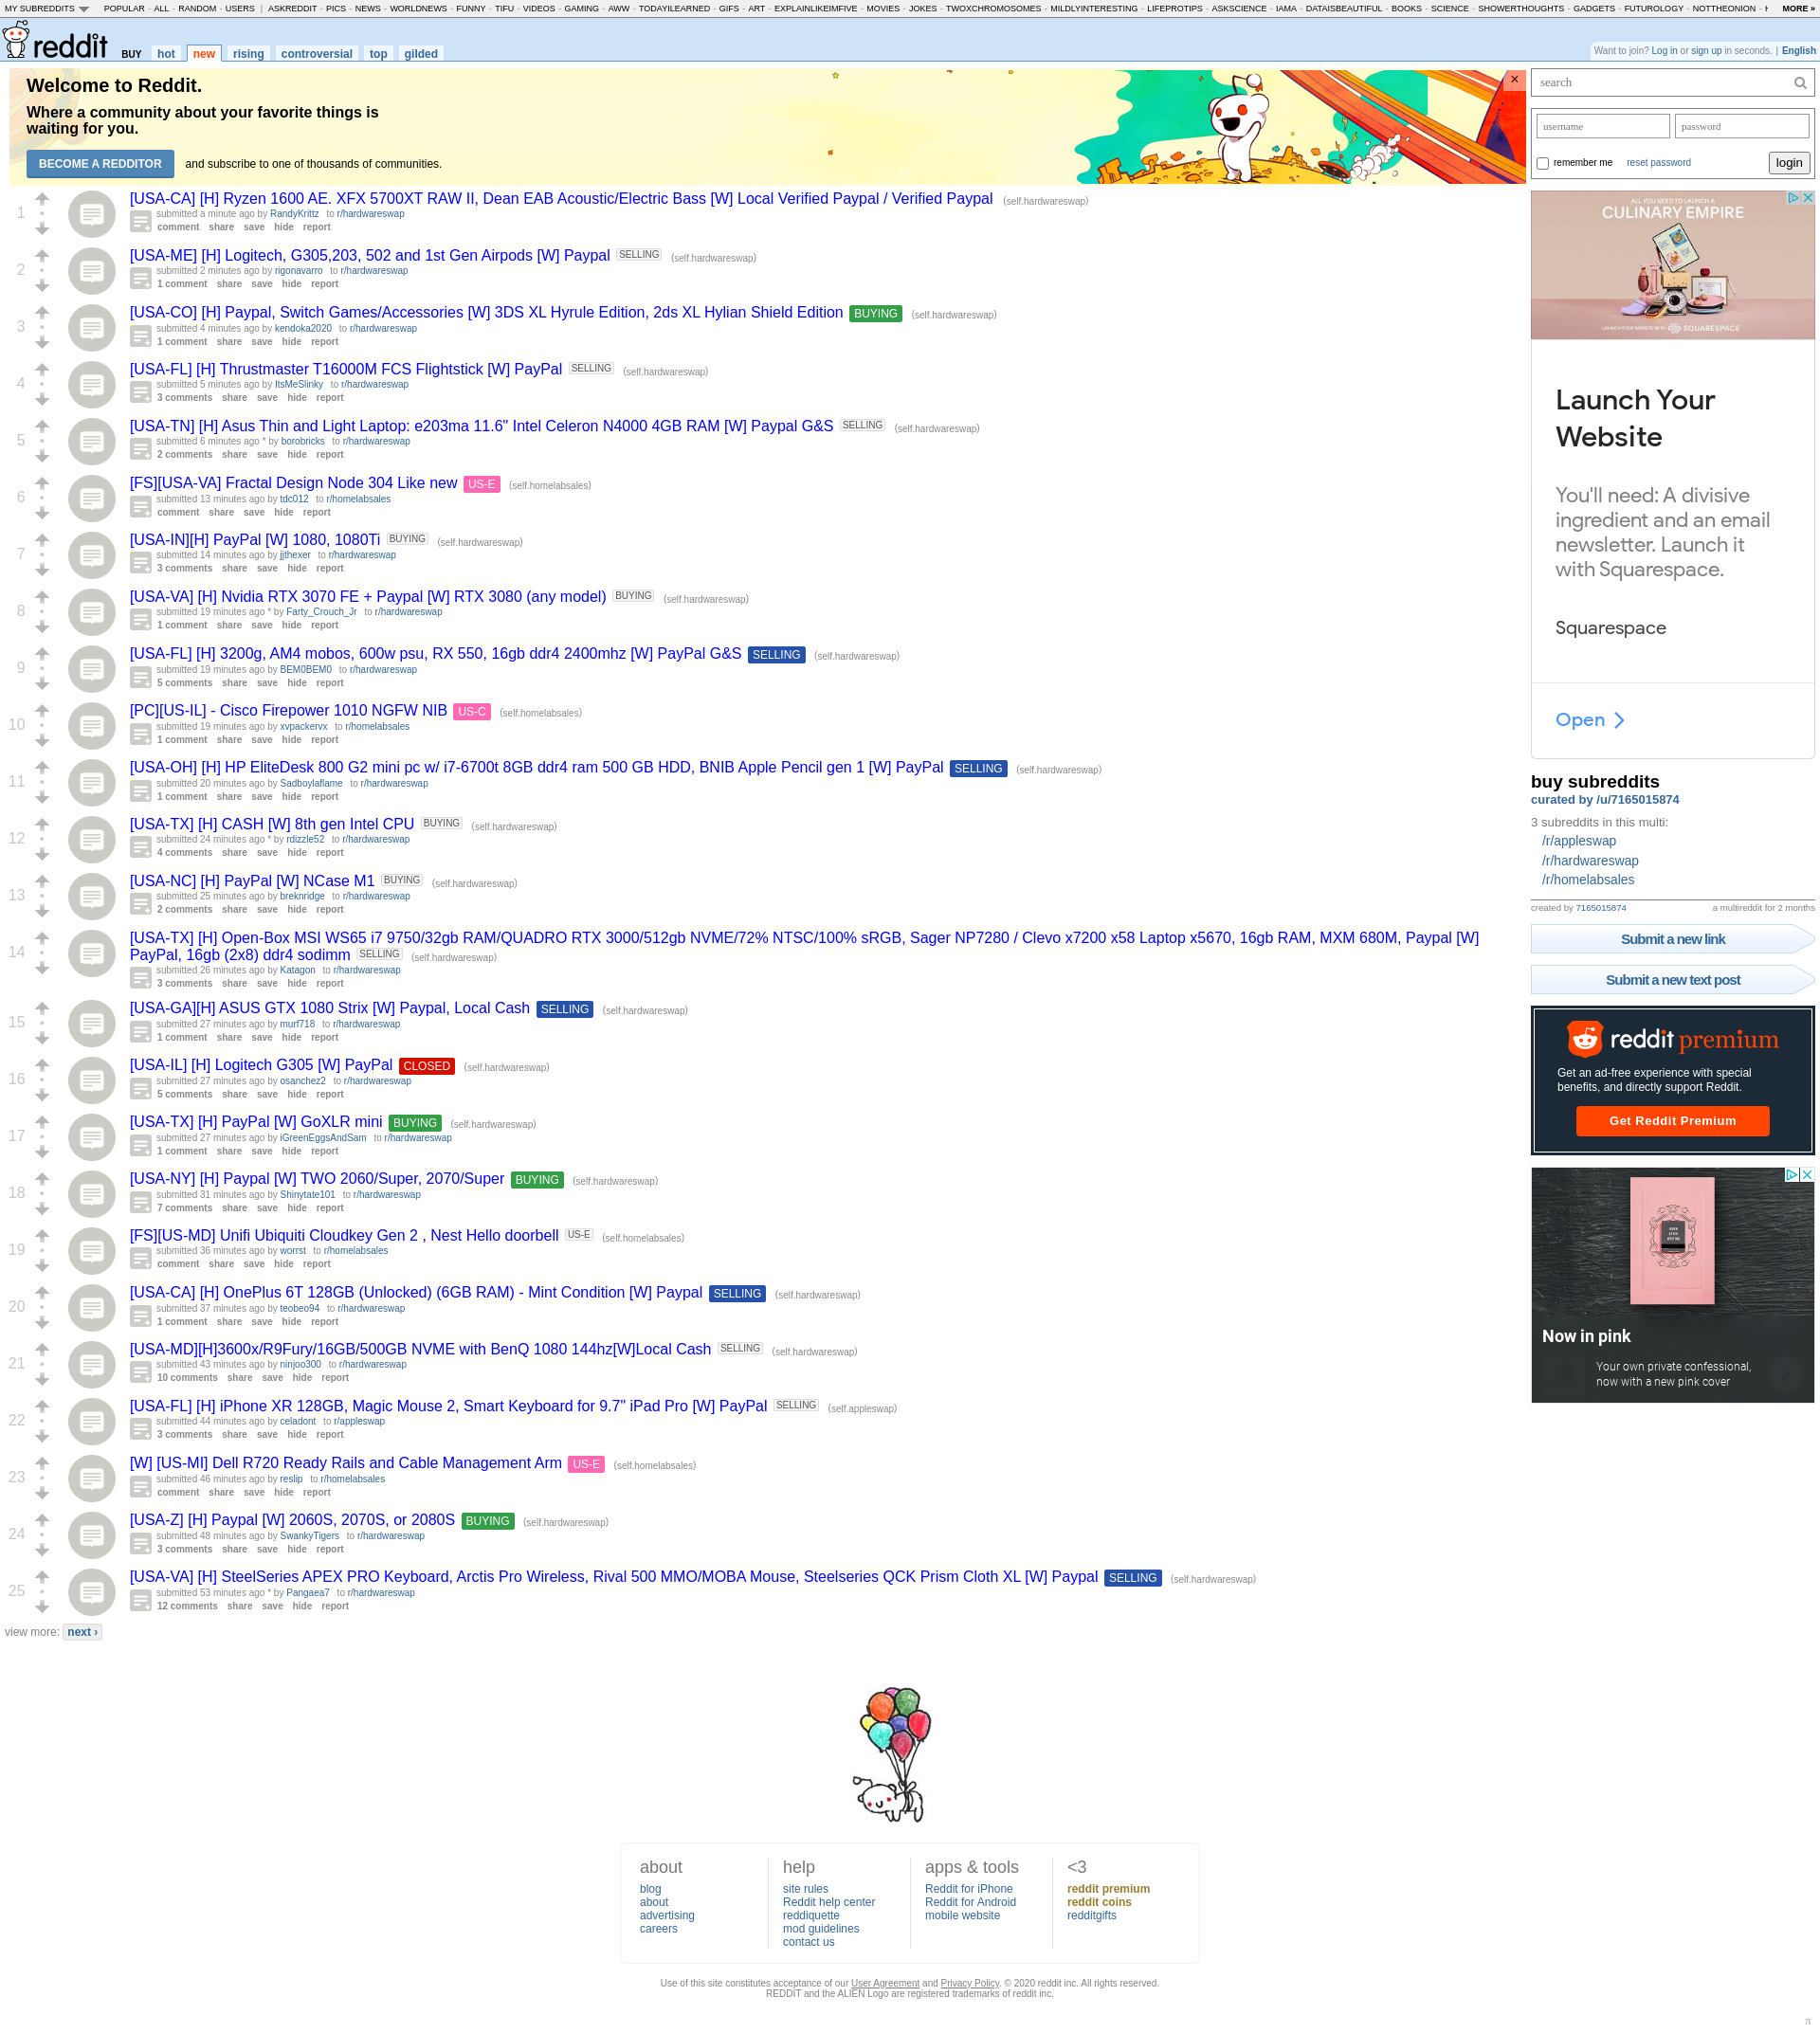 MY SUBREDDITS POPULAR - ALL - RANDOM - USERS | ASKREDDIT - PICS - NEWS - WORLDNEWS - FUNNY - TIFU - VIDEOS - GAMING - AWW - TODAYILEARNED - GIFS - ART - EXPLAINLIKEIMFIVE - MOVIES - JOKES - TWOXCHROMOSOMES - MILDLYINTERESTING - LIFEPROTIPS - ASKSCIENCE - IAMA - DATAISBEAUTIFUL - BOOKS - SCIENCE - SHOWERTHOUGHTS - GADGETS - FUTUROLOGY - NOTTHEONION - MORE »
reddit BUY hot new rising controversial top gilded
Want to join? Log in or sign up in seconds. | English
Welcome to Reddit.
Where a community about your favorite things is
waiting for you.
BECOME A REDDITOR and subscribe to one of thousands of communities.
×
1
[USA-CA] [H] Ryzen 1600 AE. XFX 5700XT RAW II, Dean EAB Acoustic/Electric Bass [W] Local Verified Paypal / Verified Paypal (self.hardwareswap)
submitted a minute ago by RandyKrittz to r/hardwareswap
comment share save hide report
2
[USA-ME] [H] Logitech, G305,203, 502 and 1st Gen Airpods [W] Paypal SELLING (self.hardwareswap)
submitted 2 minutes ago by rigonavarro to r/hardwareswap
1 comment share save hide report
3
[USA-CO] [H] Paypal, Switch Games/Accessories [W] 3DS XL Hyrule Edition, 2ds XL Hylian Shield Edition BUYING (self.hardwareswap)
submitted 4 minutes ago by kendoka2020 to r/hardwareswap
1 comment share save hide report
4
[USA-FL] [H] Thrustmaster T16000M FCS Flightstick [W] PayPal SELLING (self.hardwareswap)
submitted 5 minutes ago by ItsMeSlinky to r/hardwareswap
3 comments share save hide report
5
[USA-TN] [H] Asus Thin and Light Laptop: e203ma 11.6" Intel Celeron N4000 4GB RAM [W] Paypal G&S SELLING (self.hardwareswap)
submitted 6 minutes ago * by borobricks to r/hardwareswap
2 comments share save hide report
6
[FS][USA-VA] Fractal Design Node 304 Like new US-E (self.homelabsales)
submitted 13 minutes ago by tdc012 to r/homelabsales
comment share save hide report
7
[USA-IN][H] PayPal [W] 1080, 1080Ti BUYING (self.hardwareswap)
submitted 14 minutes ago by jjthexer to r/hardwareswap
3 comments share save hide report
8
[USA-VA] [H] Nvidia RTX 3070 FE + Paypal [W] RTX 3080 (any model) BUYING (self.hardwareswap)
submitted 19 minutes ago * by Farty_Crouch_Jr to r/hardwareswap
1 comment share save hide report
9
[USA-FL] [H] 3200g, AM4 mobos, 600w psu, RX 550, 16gb ddr4 2400mhz [W] PayPal G&S SELLING (self.hardwareswap)
submitted 19 minutes ago by BEM0BEM0 to r/hardwareswap
5 comments share save hide report
10
[PC][US-IL] - Cisco Firepower 1010 NGFW NIB US-C (self.homelabsales)
submitted 19 minutes ago by xvpackervx to r/homelabsales
1 comment share save hide report
11
[USA-OH] [H] HP EliteDesk 800 G2 mini pc w/ i7-6700t 8GB ddr4 ram 500 GB HDD, BNIB Apple Pencil gen 1 [W] PayPal SELLING (self.hardwareswap)
submitted 20 minutes ago by Sadboylaflame to r/hardwareswap
1 comment share save hide report
12
[USA-TX] [H] CASH [W] 8th gen Intel CPU BUYING (self.hardwareswap)
submitted 24 minutes ago * by rdizzle52 to r/hardwareswap
4 comments share save hide report
13
[USA-NC] [H] PayPal [W] NCase M1 BUYING (self.hardwareswap)
submitted 25 minutes ago by breknridge to r/hardwareswap
2 comments share save hide report
14
[USA-TX] [H] Open-Box MSI WS65 i7 9750/32gb RAM/QUADRO RTX 3000/512gb NVME/72% NTSC/100% sRGB, Sager NP7280 / Clevo x7200 x58 Laptop x5670, 16gb RAM, MXM 680M, Paypal [W]
PayPal, 16gb (2x8) ddr4 sodimm SELLING (self.hardwareswap)
submitted 26 minutes ago by Katagon to r/hardwareswap
3 comments share save hide report
15
[USA-GA][H] ASUS GTX 1080 Strix [W] Paypal, Local Cash SELLING (self.hardwareswap)
submitted 27 minutes ago by murf718 to r/hardwareswap
1 comment share save hide report
16
[USA-IL] [H] Logitech G305 [W] PayPal CLOSED (self.hardwareswap)
submitted 27 minutes ago by osanchez2 to r/hardwareswap
5 comments share save hide report
17
[USA-TX] [H] PayPal [W] GoXLR mini BUYING (self.hardwareswap)
submitted 27 minutes ago by iGreenEggsAndSam to r/hardwareswap
1 comment share save hide report
18
[USA-NY] [H] Paypal [W] TWO 2060/Super, 2070/Super BUYING (self.hardwareswap)
submitted 31 minutes ago by Shinytate101 to r/hardwareswap
7 comments share save hide report
19
[FS][US-MD] Unifi Ubiquiti Cloudkey Gen 2 , Nest Hello doorbell US-E (self.homelabsales)
submitted 36 minutes ago by worrst to r/homelabsales
comment share save hide report
20
[USA-CA] [H] OnePlus 6T 128GB (Unlocked) (6GB RAM) - Mint Condition [W] Paypal SELLING (self.hardwareswap)
submitted 37 minutes ago by teobeo94 to r/hardwareswap
1 comment share save hide report
21
[USA-MD][H]3600x/R9Fury/16GB/500GB NVME with BenQ 1080 144hz[W]Local Cash SELLING (self.hardwareswap)
submitted 43 minutes ago by ninjoo300 to r/hardwareswap
10 comments share save hide report
22
[USA-FL] [H] iPhone XR 128GB, Magic Mouse 2, Smart Keyboard for 9.7" iPad Pro [W] PayPal SELLING (self.appleswap)
submitted 44 minutes ago by celadont to r/appleswap
3 comments share save hide report
23
[W] [US-MI] Dell R720 Ready Rails and Cable Management Arm US-E (self.homelabsales)
submitted 46 minutes ago by reslip to r/homelabsales
comment share save hide report
24
[USA-Z] [H] Paypal [W] 2060S, 2070S, or 2080S BUYING (self.hardwareswap)
submitted 48 minutes ago by SwankyTigers to r/hardwareswap
3 comments share save hide report
25
[USA-VA] [H] SteelSeries APEX PRO Keyboard, Arctis Pro Wireless, Rival 500 MMO/MOBA Mouse, Steelseries QCK Prism Cloth XL [W] Paypal SELLING (self.hardwareswap)
submitted 53 minutes ago * by Pangaea7 to r/hardwareswap
12 comments share save hide report
view more: next ›
search
username password
remember me reset password login
ALL YOU NEED TO LAUNCH A
CULINARY EMPIRE
LAUNCH YOUR WEBSITE WITH SQUARESPACE
Launch Your
Website
You'll need: A divisive
ingredient and an email
newsletter. Launch it
with Squarespace.
Squarespace
Open
buy subreddits
curated by /u/7165015874
3 subreddits in this multi:
/r/appleswap
/r/hardwareswap
/r/homelabsales
created by 7165015874 a multireddit for 2 months
Submit a new link
Submit a new text post
reddit premium
Get an ad-free experience with special
benefits, and directly support Reddit.
Get Reddit Premium
Now in pink
Your own private confessional,
now with a new pink cover
about
blog
about
advertising
careers
help
site rules
Reddit help center
reddiquette
mod guidelines
contact us
apps & tools
Reddit for iPhone
Reddit for Android
mobile website
<3
reddit premium
reddit coins
redditgifts
Use of this site constitutes acceptance of our User Agreement and Privacy Policy. © 2020 reddit inc. All rights reserved.
REDDIT and the ALIEN Logo are registered trademarks of reddit inc.
π